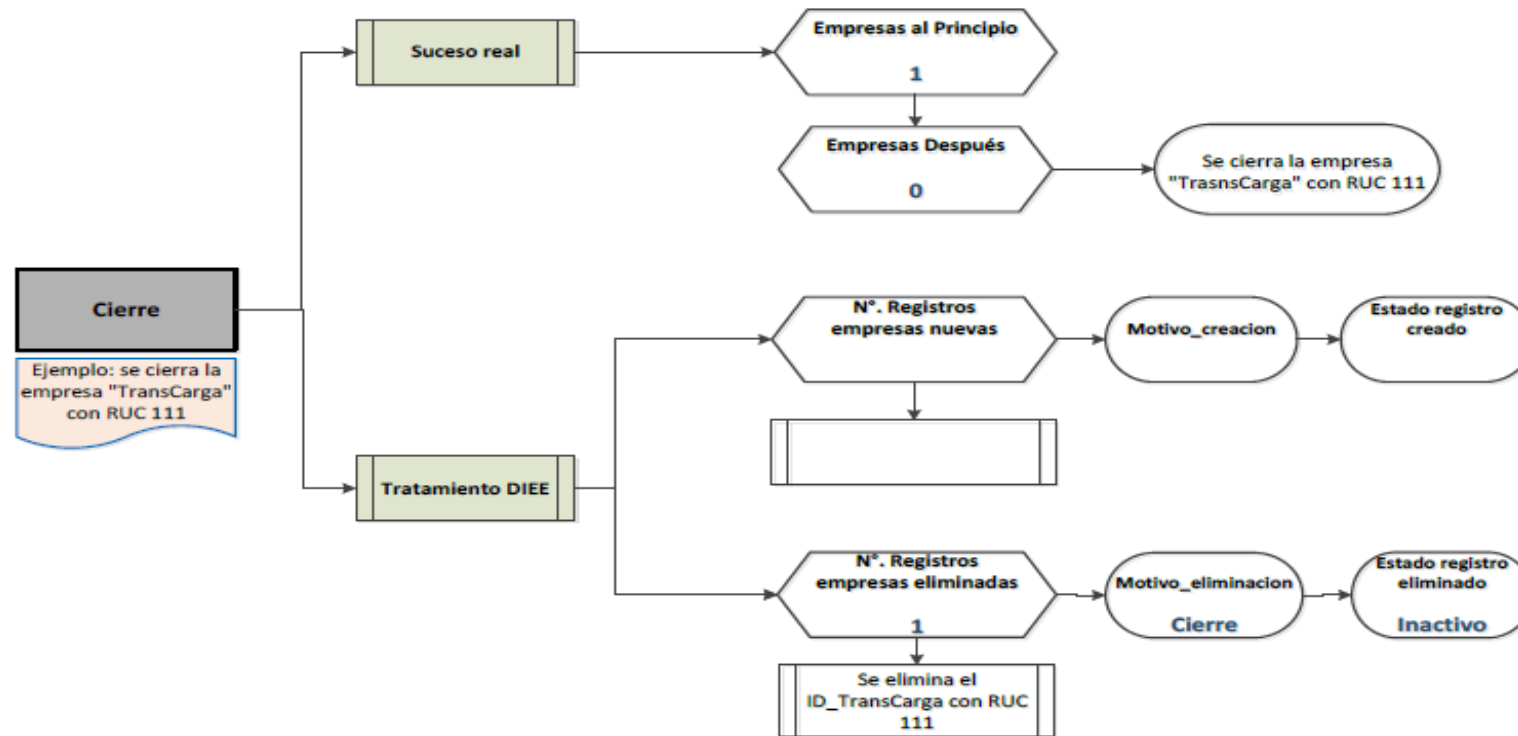 Suceso real
Empresas al Principio
1
Empresas Después
0
Se cierra la empresa
"TrasnsCarga" con RUC 111
Cierre
Ejemplo: se cierra la
empresa "TransCarga"
con RUC 111
Tratamiento DIEE
N°. Registros
empresas nuevas
Motivo_creacion
Estado registro
creado
N°. Registros
empresas eliminadas
1
Motivo_eliminacion
Cierre
Estado registro
eliminado
Inactivo
Se elimina el
ID_TransCarga con RUC
111